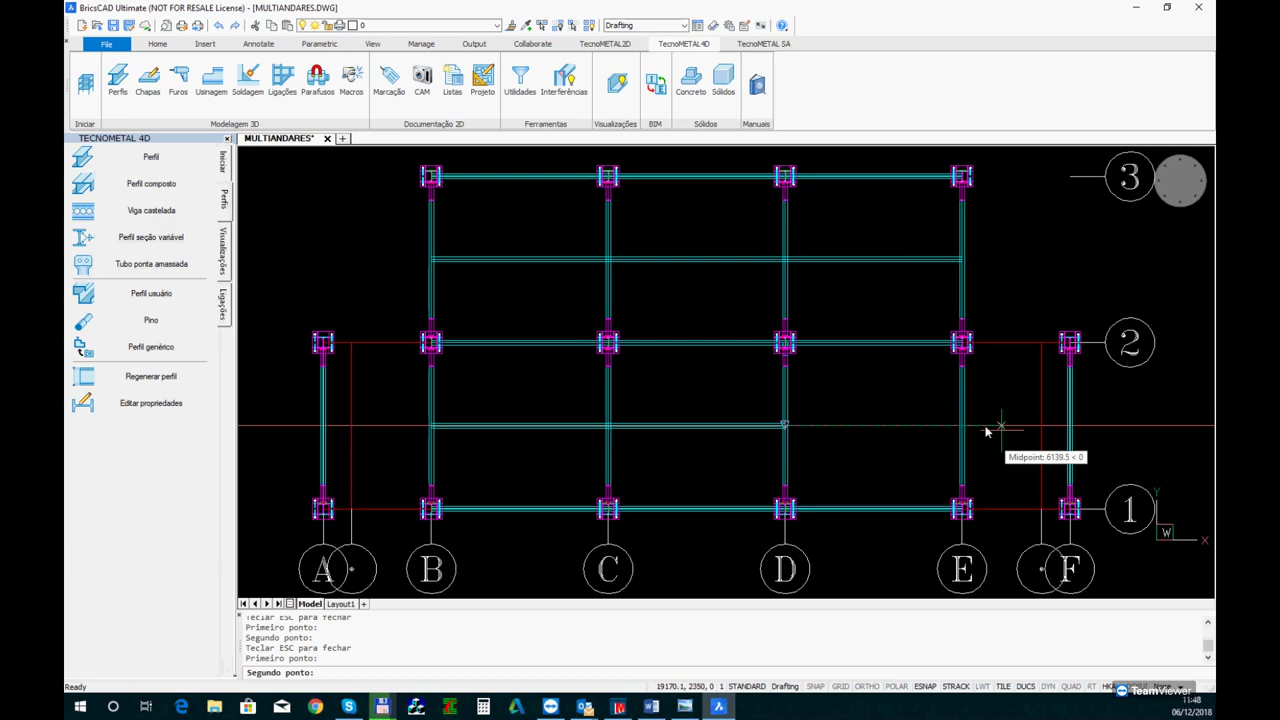 BricsCAD Ultimate (NOT FOR RESALE License) - [MULTIANDARES.DWG]
0
Drafting
File Home Insert Annotate Parametric View Manage Output Collaborate TecnoMETAL2D TecnoMETAL4D TecnoMETAL SA
Perfis Chapas Furos Usinagem Soldagem Ligações Parafusos Macros Marcação CAM Listas Projeto Utilidades Interferências Concreto Sólidos
Iniciar Modelagem 3D Documentação 2D Ferramentas Visualizações BIM Sólidos Manuais
TECNOMETAL 4D
MULTIANDARES*
Perfil
Perfil composto
Viga castelada
Perfil seção variável
Tubo ponta amassada
Perfil usuário
Pino
Perfil genérico
Regenerar perfil
Editar propriedades
Iniciar
Perfis
Visualizações
Ligações
3
2
1
Midpoint: 6139.5 < 0
Y
W
X
A B C D E F
Model Layout1
Teclar ESC para fechar
Primeiro ponto:
Segundo ponto:
Teclar ESC para fechar
Primeiro ponto:
Segundo ponto:
Ready
19170.1, 2350, 0 1 STANDARD Drafting SNAP GRID ORTHO POLAR ESNAP STRACK LWT TILE DUCS DYN QUAD RT
TeamViewer
11:48
06/12/2018